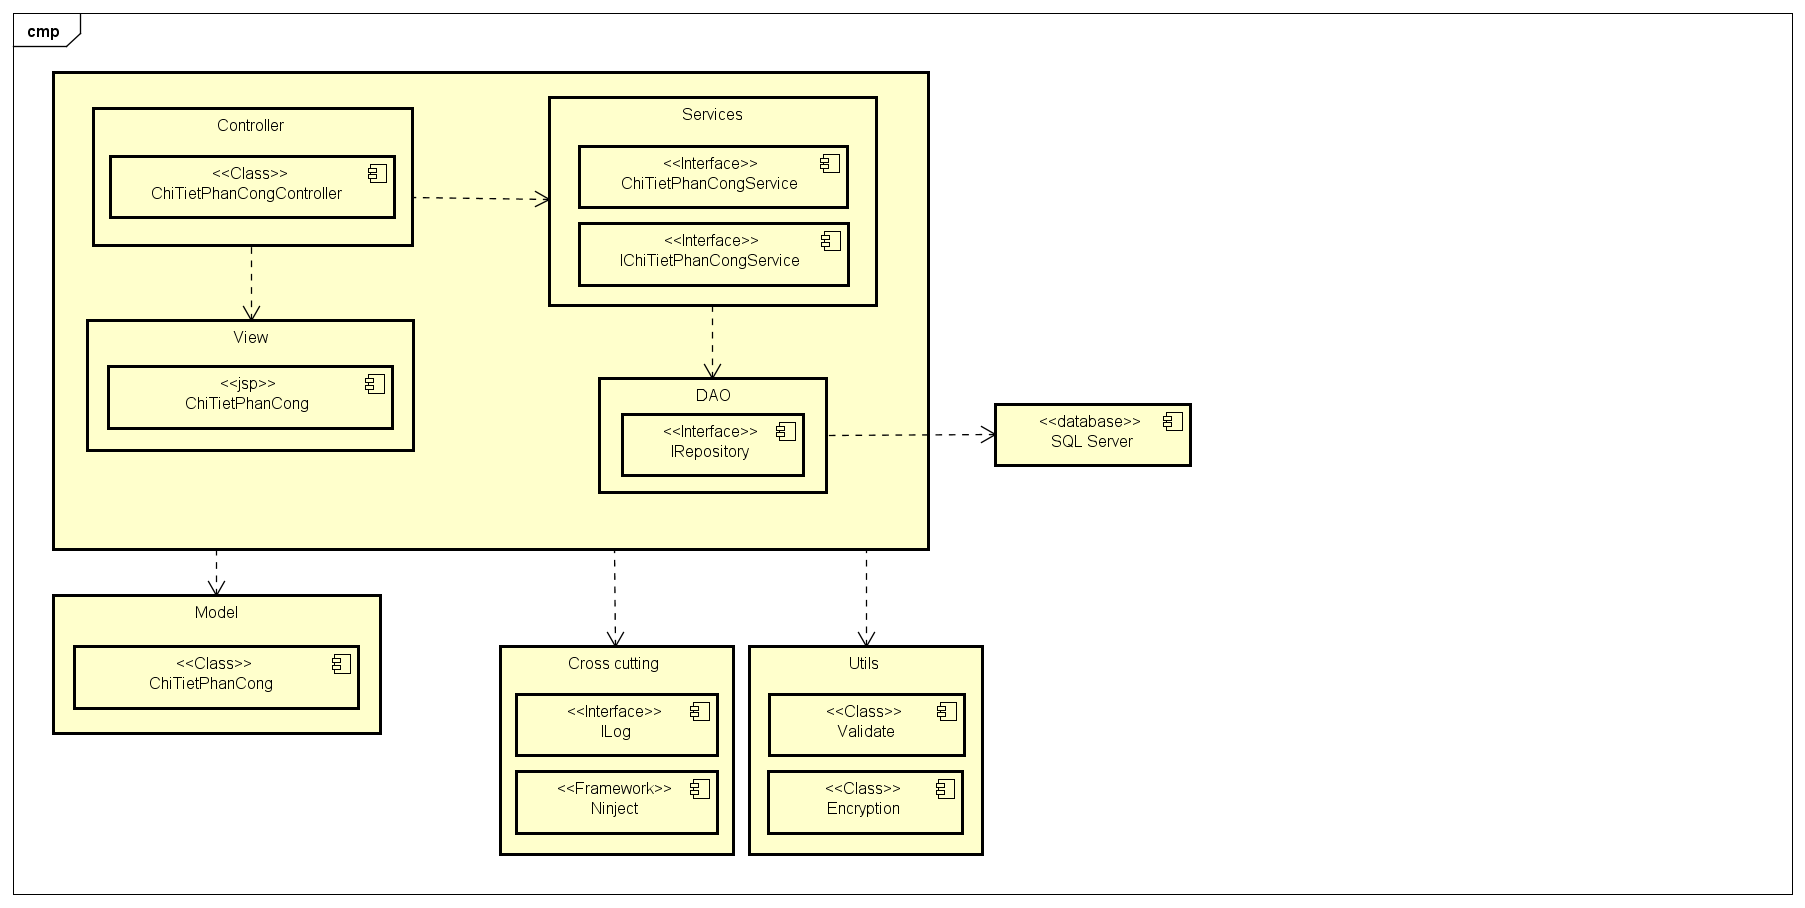 cmp
Controller
<<Class>>
ChiTietPhanCongController
Services
<<Interface>>
ChiTietPhanCongService
<<Interface>>
IChiTietPhanCongService
View
<<jsp>>
ChiTietPhanCong
DAO
<<Interface>>
IRepository
<<database>>
SQL Server
Model
<<Class>>
ChiTietPhanCong
Cross cutting
<<Interface>>
ILog
<<Framework>>
Ninject
Utils
<<Class>>
Validate
<<Class>>
Encryption